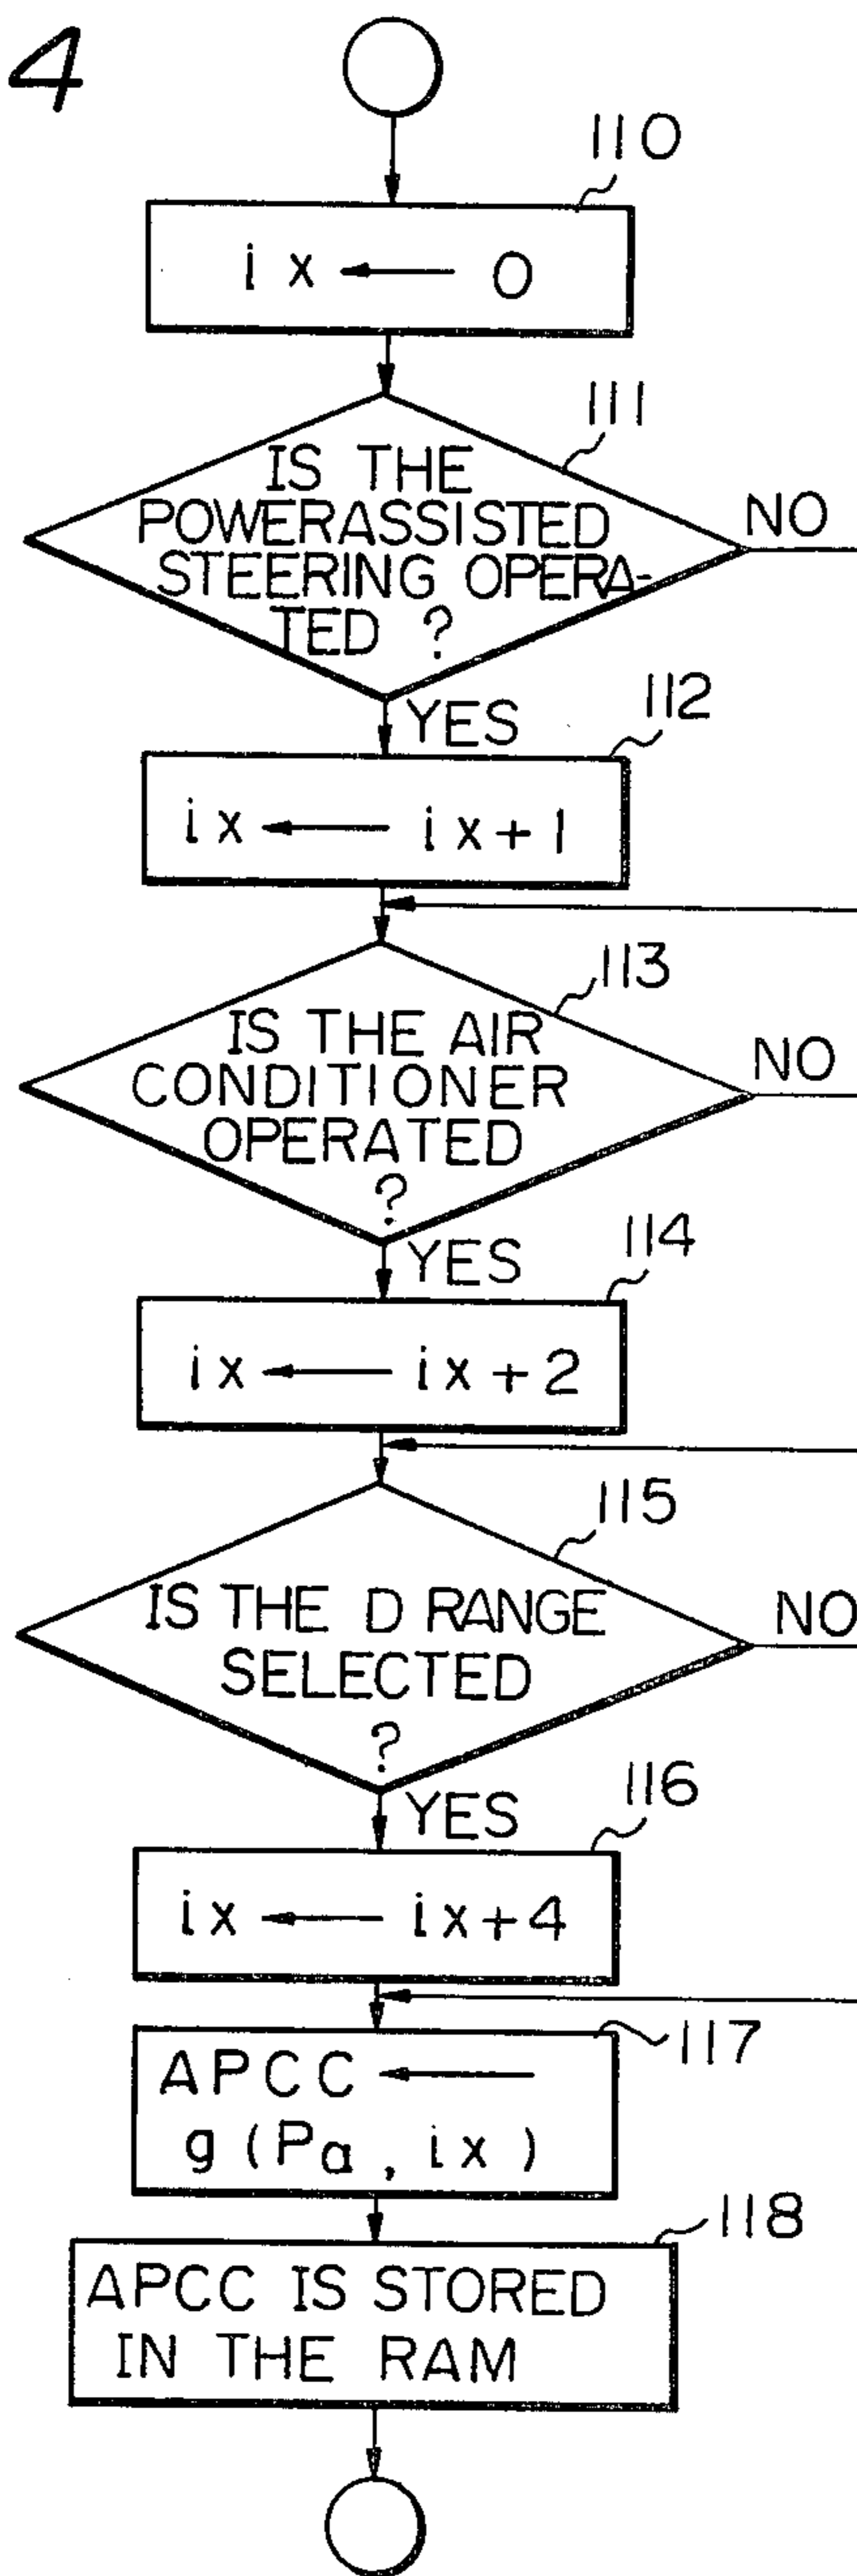 4
110
ix ← 0
111
IS THE
POWERASSISTED
STEERING OPERA-
TED ?
NO
YES
112
ix ← ix + 1
113
IS THE AIR
CONDITIONER
OPERATED
?
NO
YES
114
ix ← ix + 2
115
IS THE D RANGE
SELECTED
?
NO
YES
116
ix ← ix + 4
117
APCC ←
g (Pa, ix)
118
APCC IS STORED
IN THE RAM